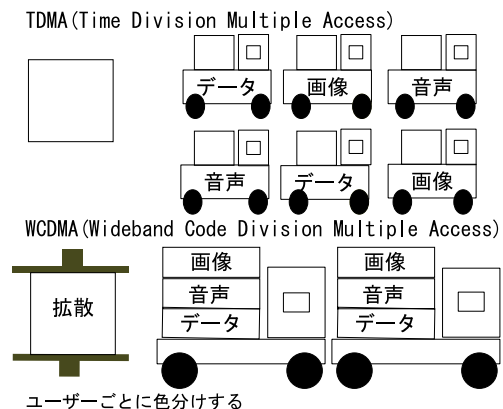 TDMA(Time Division Multiple Access)
データ 画像 音声
音声 データ 画像
WCDMA(Wideband Code Division Multiple Access)
拡散
画像 画像
音声 音声
データ データ
ユーザーごとに色分けする